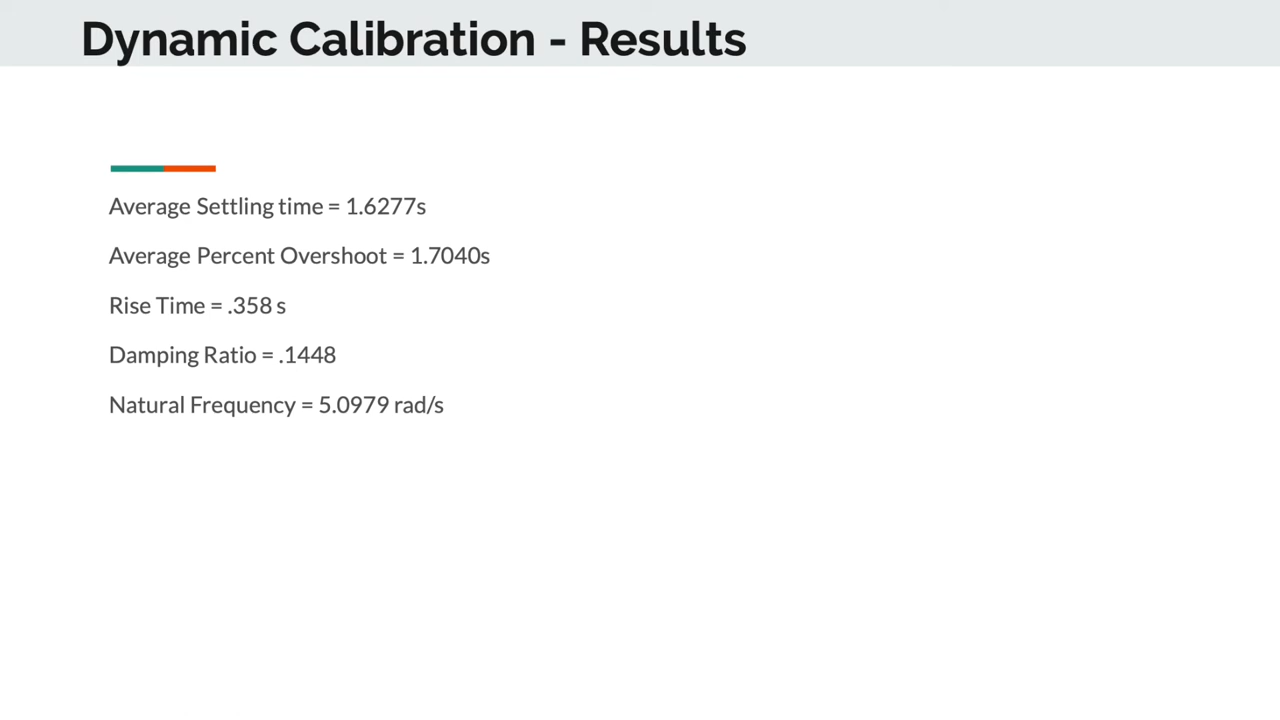 Dynamic Calibration - Results
Average Settling time = 1.6277s
Average Percent Overshoot = 1.7040s
Rise Time = .358 s
Damping Ratio = .1448
Natural Frequency = 5.0979 rad/s